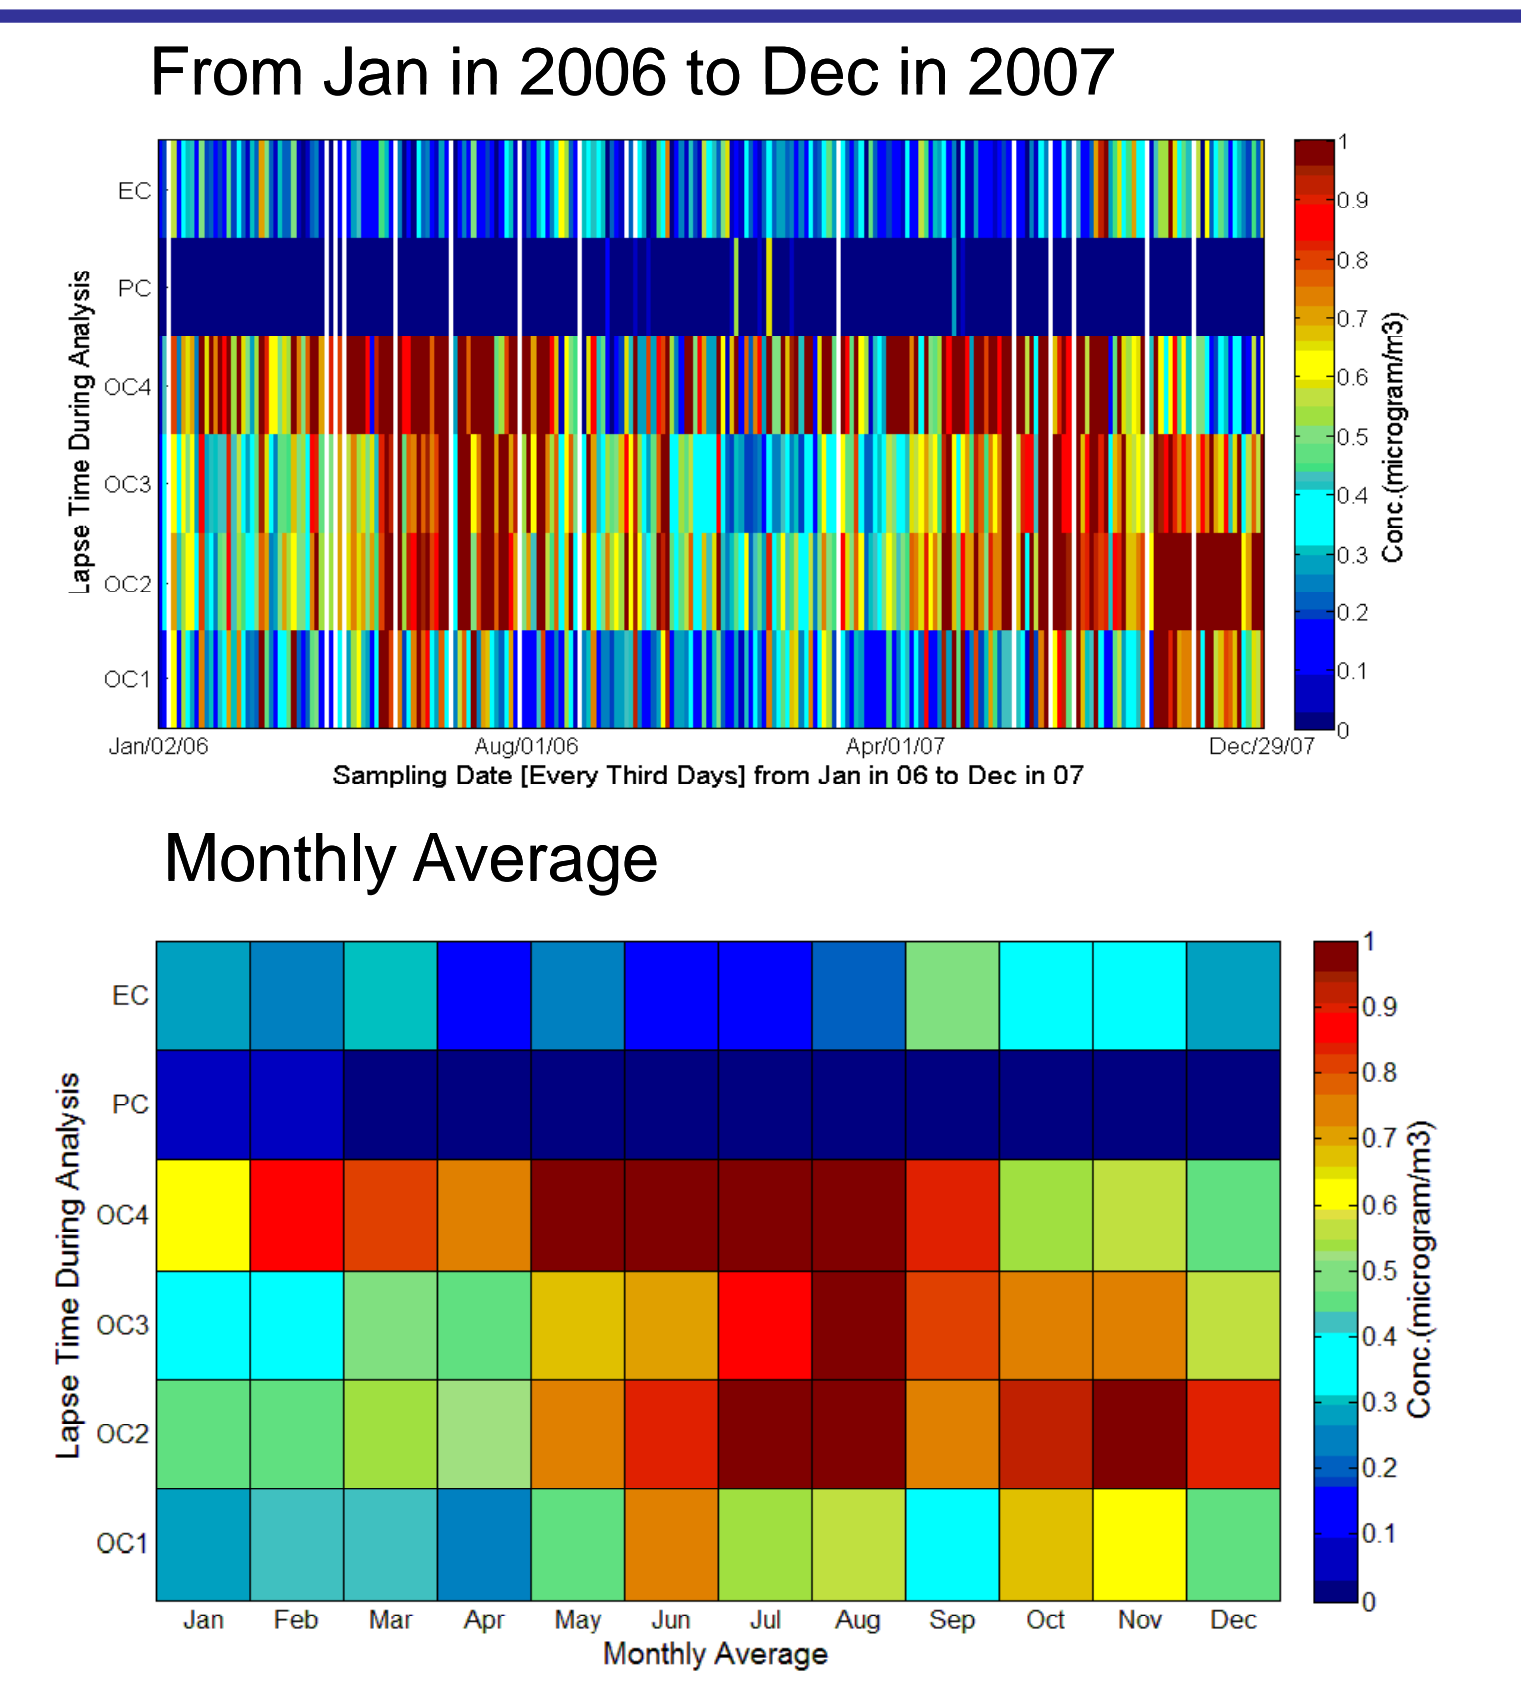 From Jan in 2006 to Dec in 2007
Lapse Time During Analysis
EC
PC
OC4
OC3
OC2
OC1
Jan/02/06
Aug/01/06
Apr/01/07
Dec/29/07
Sampling Date [Every Third Days] from Jan in 06 to Dec in 07
1
0.9
0.8
0.7
0.6
0.5
0.4
0.3
0.2
0.1
0
Conc.(microgram/m3)
Monthly Average
Lapse Time During Analysis
EC
PC
OC4
OC3
OC2
OC1
Jan Feb Mar Apr May Jun Jul Aug Sep Oct Nov Dec
Monthly Average
1
0.9
0.8
0.7
0.6
0.5
0.4
0.3
0.2
0.1
0
Conc.(microgram/m3)